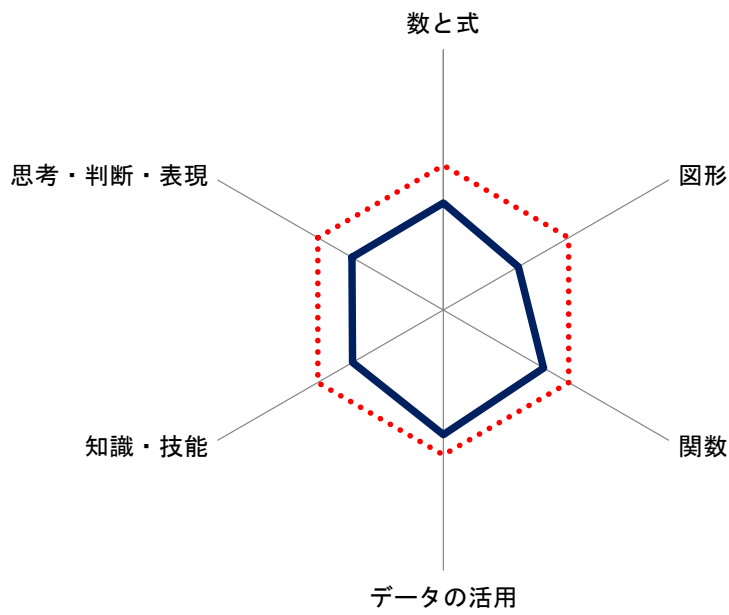 数と式
図形
関数
データの活用
知識・技能
思考・判断・表現